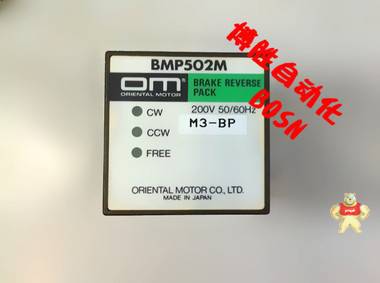 BMP502M
OM
ORIENTAL MOTOR
BRAKE REVERSE
PACK
200V 50/60Hz
CW
M3-BP
CCW
FREE
ORIENTAL MOTOR CO., LTD.
MADE IN JAPAN
博胜自动化
BOSN